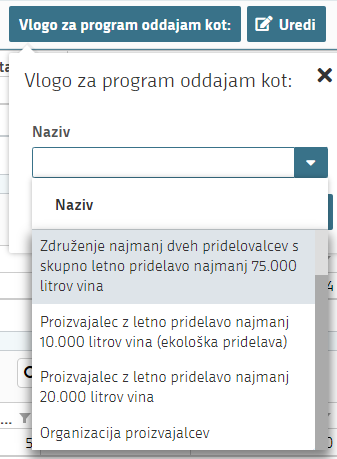 Vlogo za program oddajam kot:
Uredi
Vlogo za program oddajam kot:
Naziv
Naziv
Združenje najmanj dveh pridelovalcev s
skupno letno pridelavo najmanj 75.000
litrov vina
Proizvajalec z letno pridelavo najmanj
10.000 litrov vina (ekološka pridelava)
Proizvajalec z letno pridelavo najmanj
20.000 litrov vina
Organizacija proizvajalcev